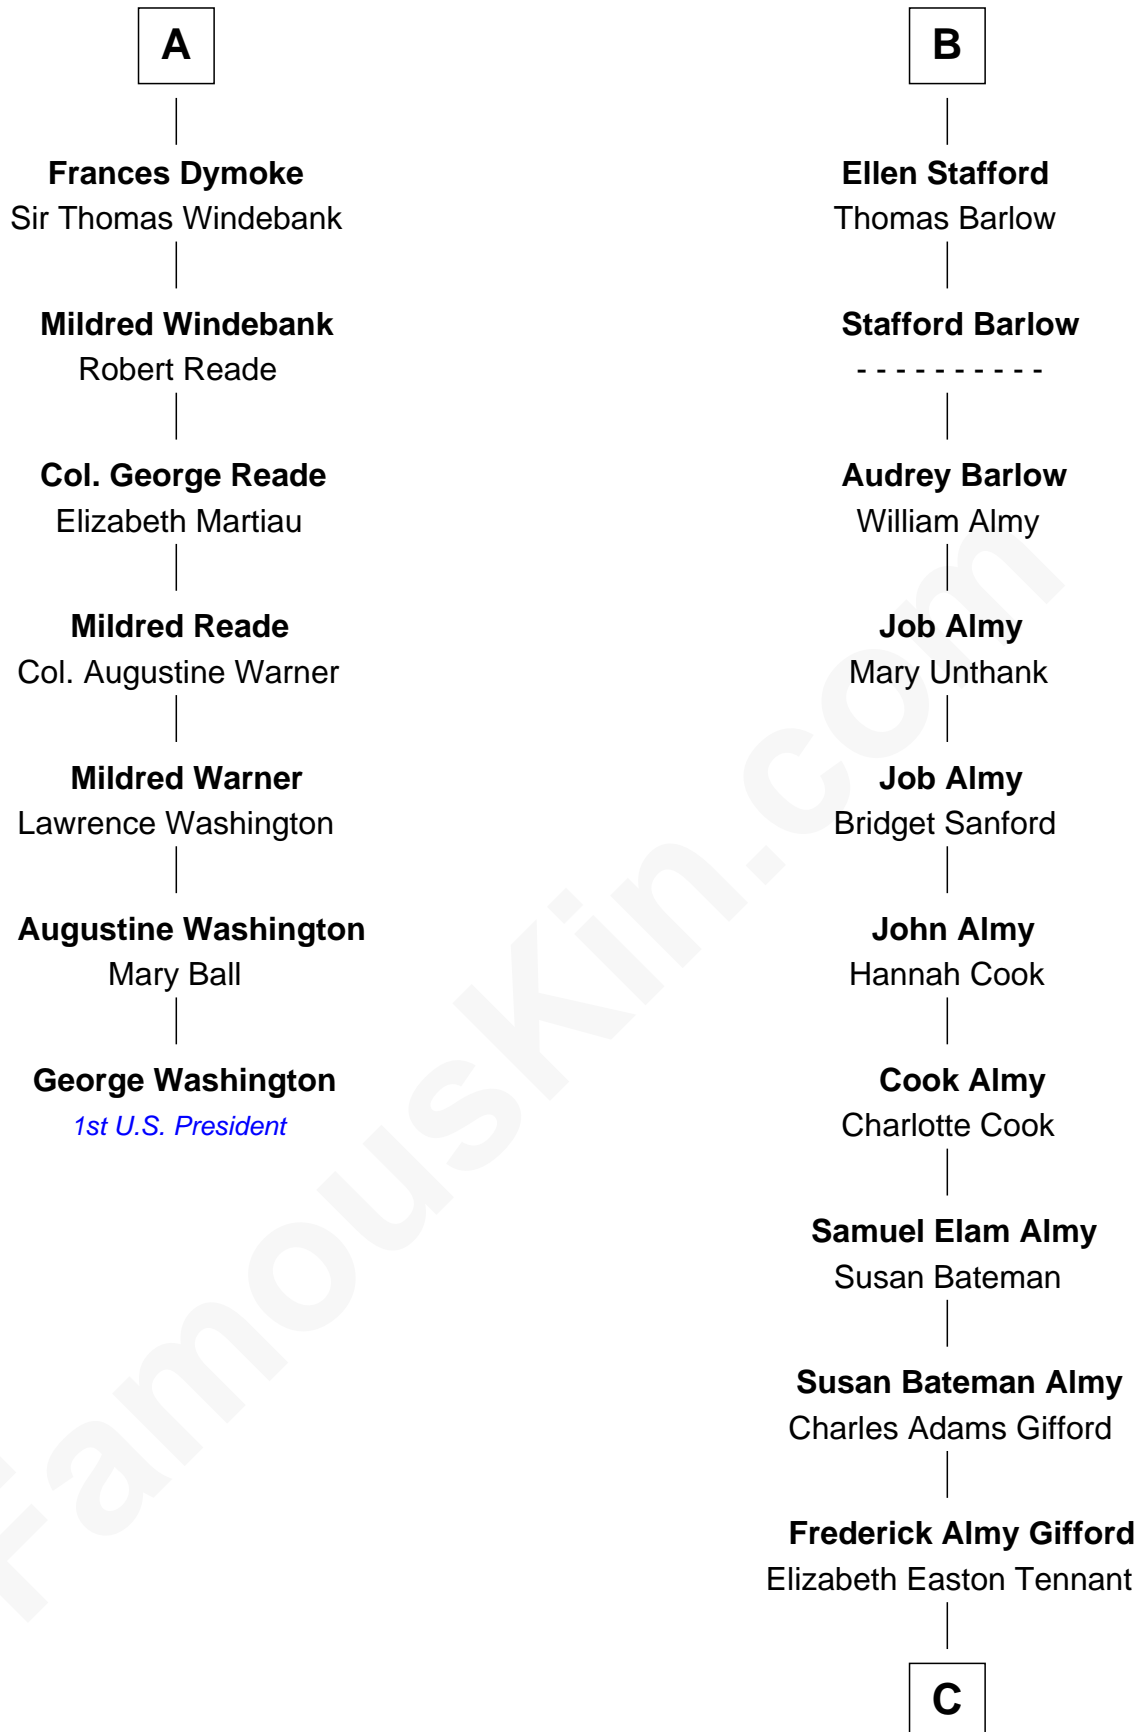 A
Frances Dymoke
Sir Thomas Windebank
Mildred Windebank
Robert Reade
Col. George Reade
Elizabeth Martiau
Mildred Reade
Col. Augustine Warner
Mildred Warner
Lawrence Washington
Augustine Washington
Mary Ball
George Washington
1st U.S. President
B
Ellen Stafford
Thomas Barlow
Stafford Barlow
- - - - - - - - - -
Audrey Barlow
William Almy
Job Almy
Mary Unthank
Job Almy
Bridget Sanford
John Almy
Hannah Cook
Cook Almy
Charlotte Cook
Samuel Elam Almy
Susan Bateman
Susan Bateman Almy
Charles Adams Gifford
Frederick Almy Gifford
Elizabeth Easton Tennant
C
FamousKin.com